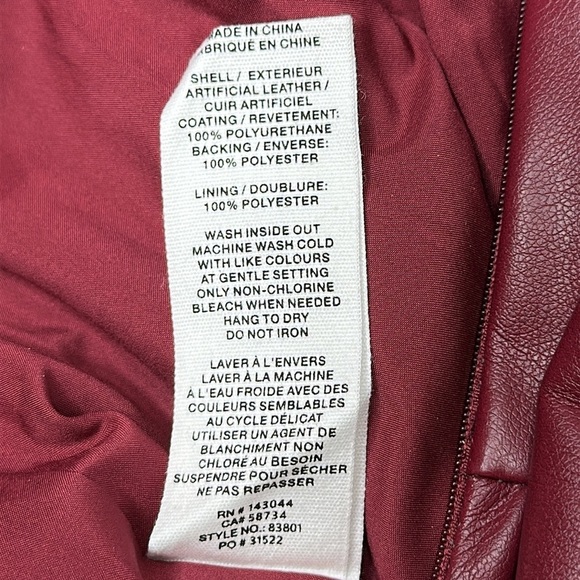 MADE IN CHINA
FABRIQUÉ EN CHINE
SHELL / EXTERIEUR
ARTIFICIAL LEATHER /
CUIR ARTIFICIEL
COATING / REVETEMENT:
100% POLYURETHANE
BACKING / ENVERSE:
100% POLYESTER
LINING / DOUBLURE:
100% POLYESTER
WASH INSIDE OUT
MACHINE WASH COLD
WITH LIKE COLOURS
AT GENTLE SETTING
ONLY NON-CHLORINE
BLEACH WHEN NEEDED
HANG TO DRY
DO NOT IRON
LAVER À L'ENVERS
LAVER À LA MACHINE
À L'EAU FROIDE AVEC DES
COULEURS SEMBLABLES
AU CYCLE DÉLICAT
UTILISER UN AGENT DE
BLANCHIMENT NON
CHLORÉ AU BESOIN
SUSPENDRE POUR SÉCHER
NE PAS REPASSER
RN # 143044
CA# 58734
STYLE NO.: 83801
PO # 31522